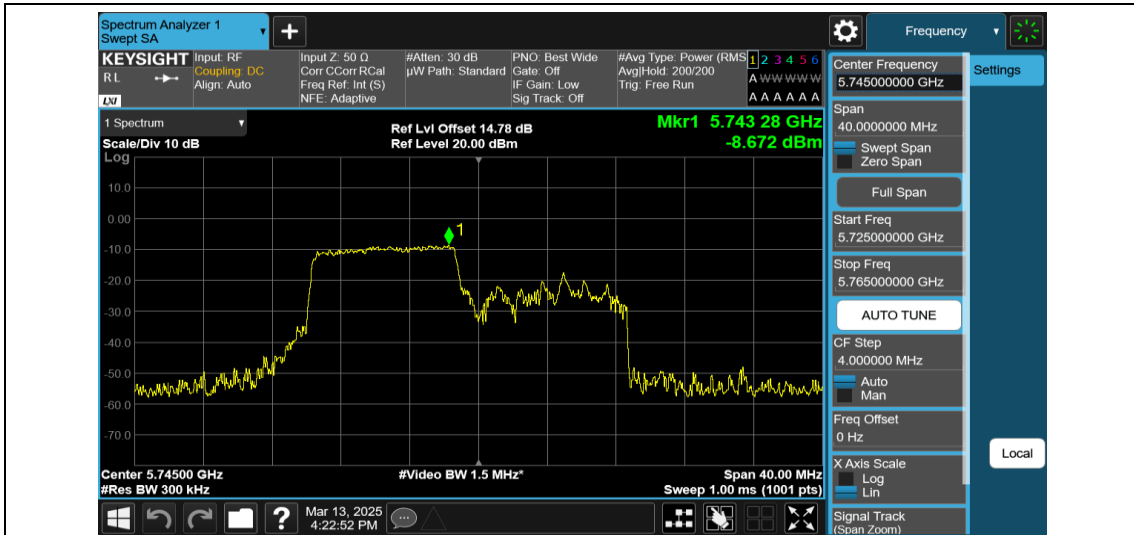 Spectrum Analyzer 1
Swept SA
Frequency
KEYSIGHT
R L
LXI
Input: RF
Coupling: DC
Align: Auto
Input Z: 50 Ω
Corr CCorr RCal
Freq Ref: Int (S)
NFE: Adaptive
#Atten: 30 dB
µW Path: Standard
PNO: Best Wide
Gate: Off
IF Gain: Low
Sig Track: Off
#Avg Type: Power (RMS
Avg|Hold: 200/200
Trig: Free Run
1 2 3 4 5 6
A W W W W W
A A A A A A
1 Spectrum
Scale/Div 10 dB
Log
Ref Lvl Offset 14.78 dB
Ref Level 20.00 dBm
Mkr1 5.743 28 GHz
-8.672 dBm
1
10.0
0.00
-10.0
-20.0
-30.0
-40.0
-50.0
-60.0
-70.0
Center 5.74500 GHz
#Res BW 300 kHz
#Video BW 1.5 MHz*
Span 40.00 MHz
Sweep 1.00 ms (1001 pts)
Center Frequency
5.745000000 GHz
Settings
Span
40.0000000 MHz
Swept Span
Zero Span
Full Span
Start Freq
5.725000000 GHz
Stop Freq
5.765000000 GHz
AUTO TUNE
CF Step
4.000000 MHz
Auto
Man
Freq Offset
0 Hz
X Axis Scale
Log
Lin
Local
Signal Track
(Span Zoom)
?
Mar 13, 2025
4:22:52 PM